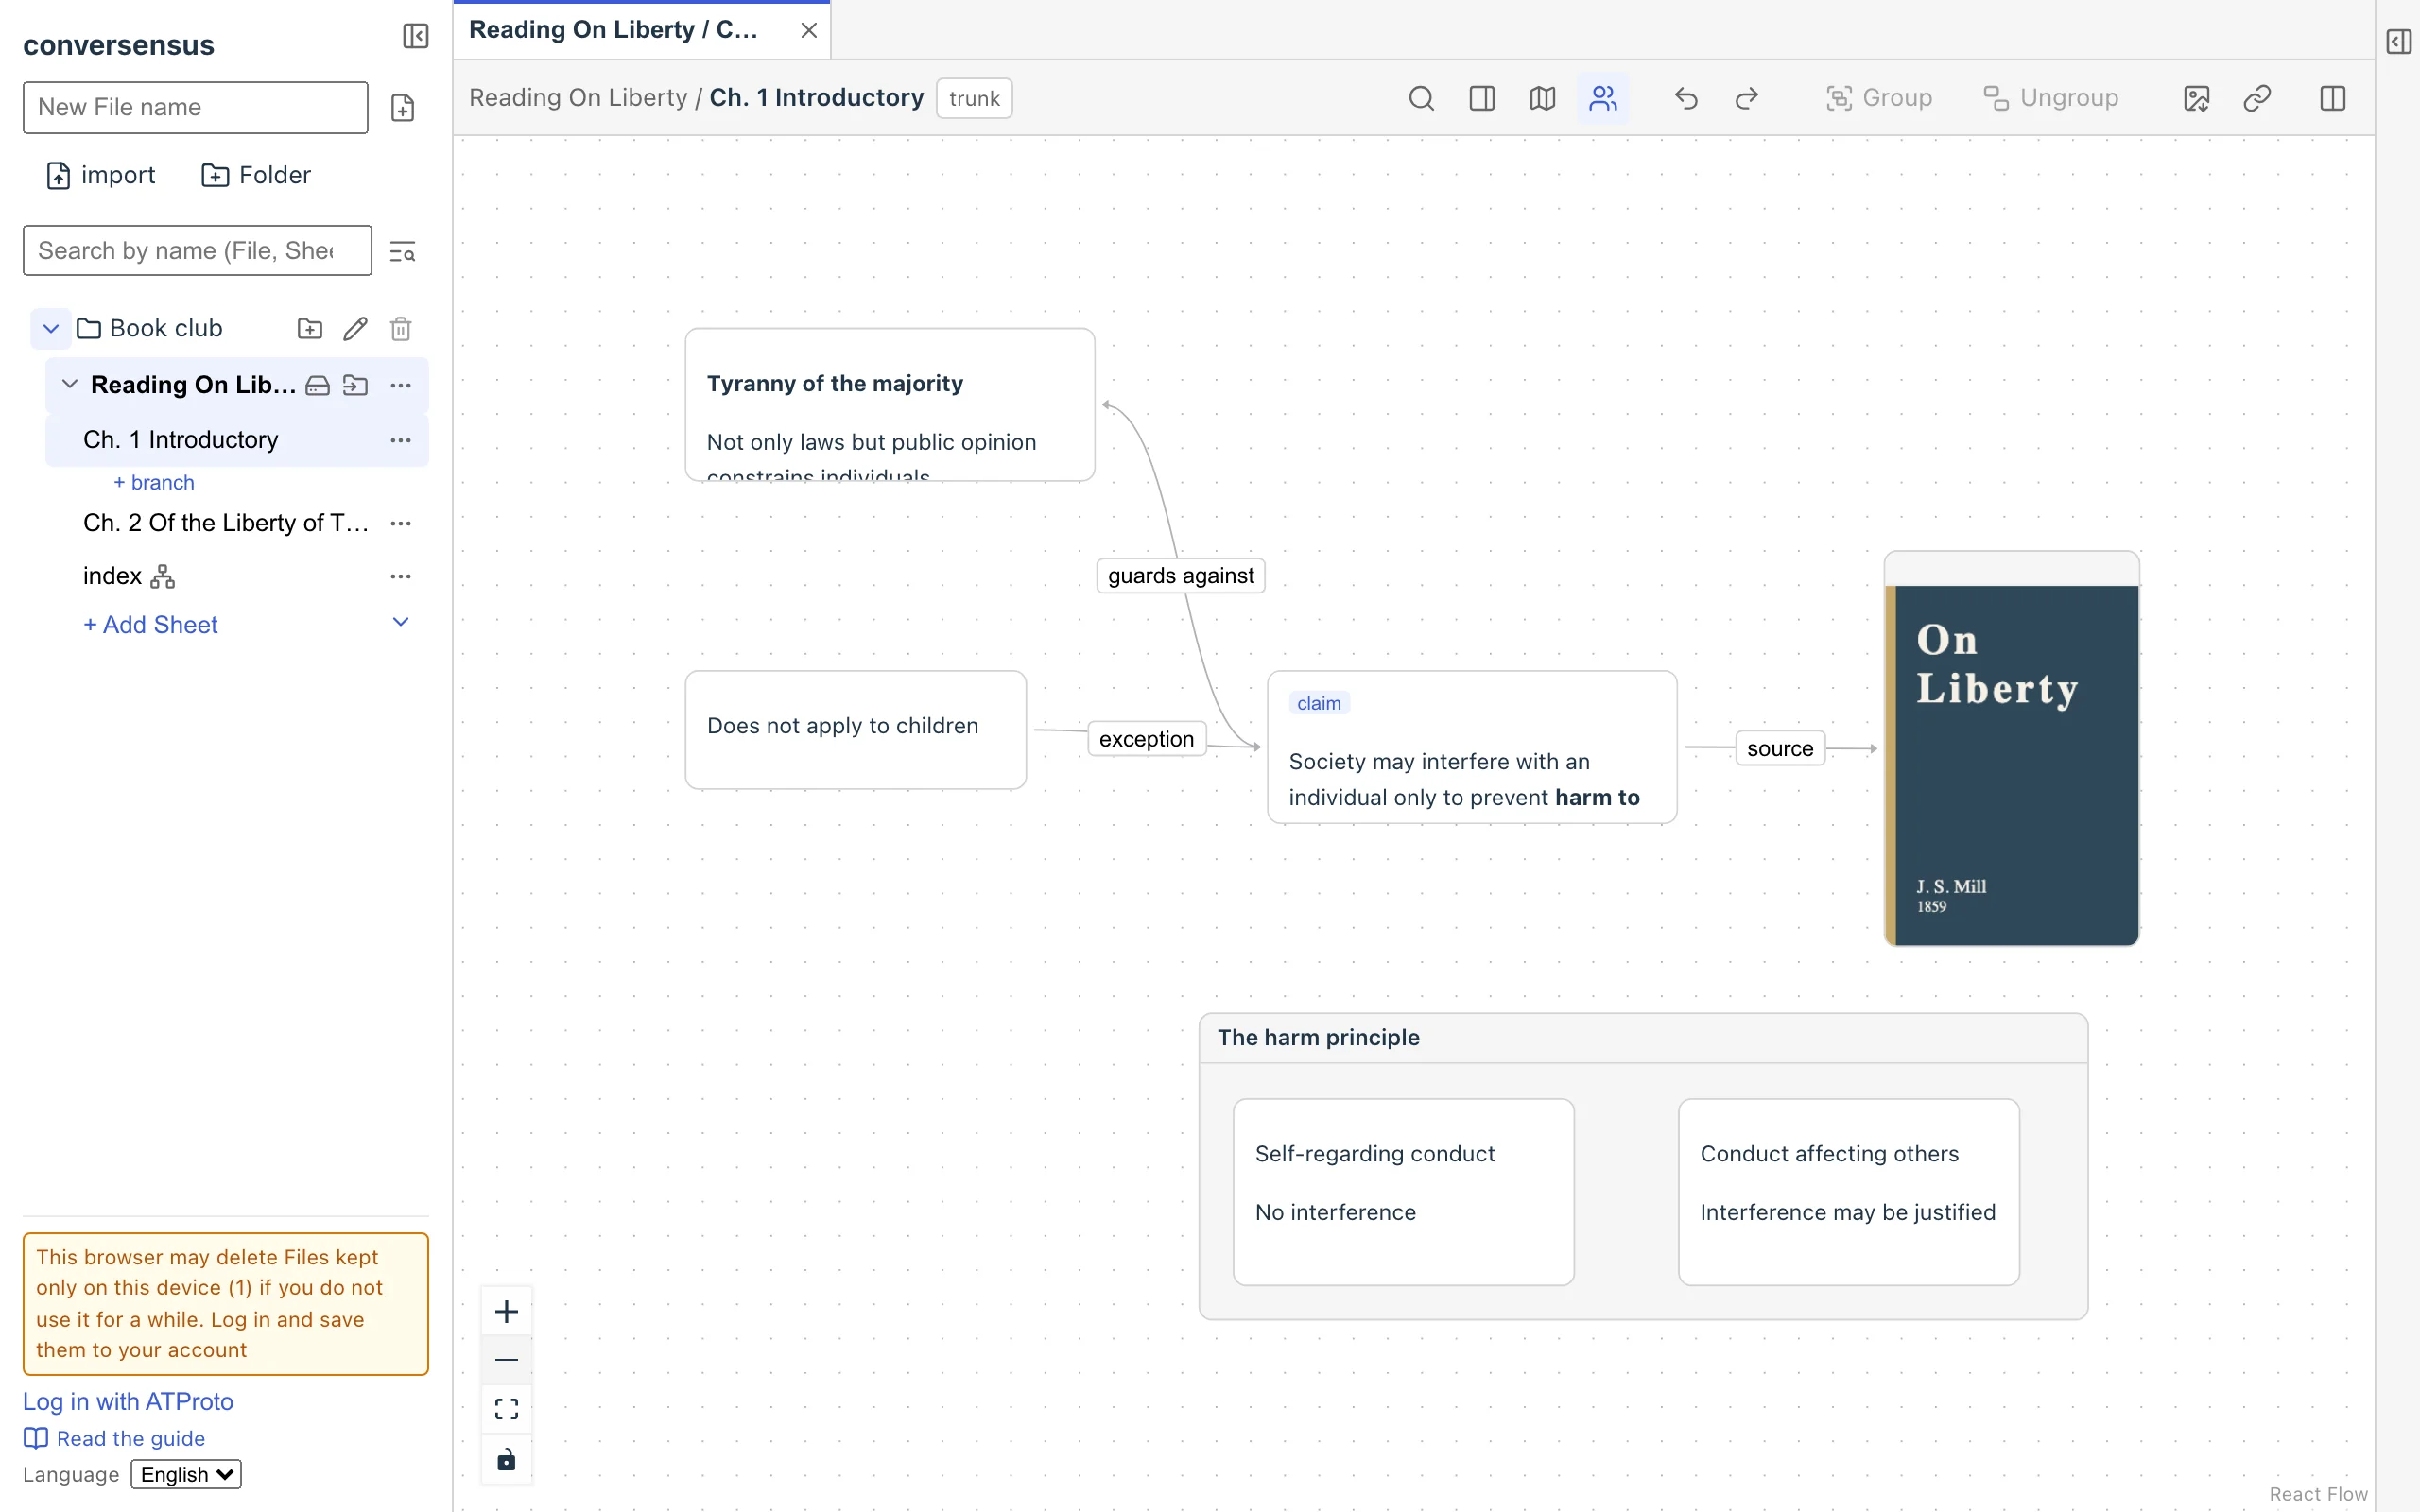 conversensus
New File name
import
Folder
Search by name (File, Shee
Book club
Reading On Lib...
Ch. 1 Introductory
+ branch
Ch. 2 Of the Liberty of T...
index
+ Add Sheet
This browser may delete Files kept
only on this device (1) if you do not
use it for a while. Log in and save
them to your account
Log in with ATProto
Read the guide
Language English
Reading On Liberty / C...
Reading On Liberty / Ch. 1 Introductory trunk
Group
Ungroup
Tyranny of the majority
Not only laws but public opinion
constrains individuals
guards against
Does not apply to children
exception
claim
Society may interfere with an
individual only to prevent harm to
source
On
Liberty
J. S. Mill
1859
The harm principle
Self-regarding conduct
No interference
Conduct affecting others
Interference may be justified
React Flow